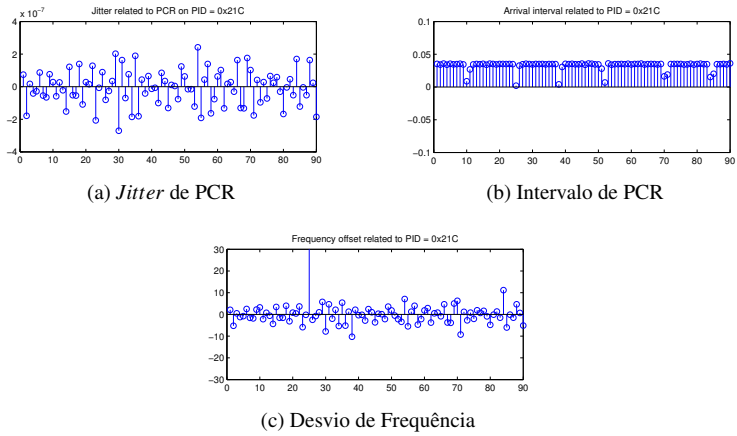 Jitter related to PCR on PID = 0x21C
x 10⁻⁷
4
2
0
−2
−4
0 10 20 30 40 50 60 70 80 90
(a) Jitter de PCR
Arrival interval related to PID = 0x21C
0.1
0.05
0
−0.05
−0.1
0 10 20 30 40 50 60 70 80 90
(b) Intervalo de PCR
Frequency offset related to PID = 0x21C
30
20
10
0
−10
−20
−30
0 10 20 30 40 50 60 70 80 90
(c) Desvio de Frequência